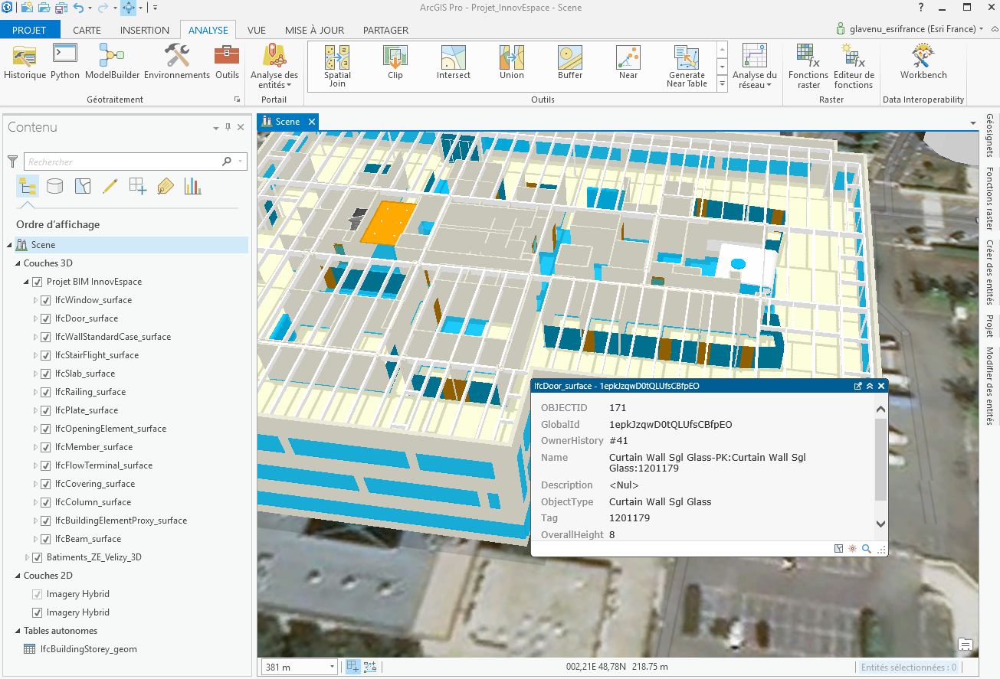 ArcGIS Pro - Projet_InnovEspace - Scene
?
PROJET CARTE INSERTION ANALYSE VUE MISE À JOUR PARTAGER
glavenu_esrifrance (Esri France)
Historique Python ModelBuilder Environnements Outils
Géotraitement
Analyse des
entités
Portail
Spatial
Join
Clip
Intersect
Union
Buffer
Near
Generate
Near Table
Outils
Analyse du
réseau
Fonctions
raster
Editeur de
fonctions
Raster
Workbench
Data Interoperability
Contenu
Rechercher
Ordre d'affichage
Scene
Couches 3D
Projet BIM InnovEspace
IfcWindow_surface
IfcDoor_surface
IfcWallStandardCase_surface
IfcStairFlight_surface
IfcSlab_surface
IfcRailing_surface
IfcPlate_surface
IfcOpeningElement_surface
IfcMember_surface
IfcFlowTerminal_surface
IfcCovering_surface
IfcColumn_surface
IfcBuildingElementProxy_surface
IfcBeam_surface
Batiments_ZE_Velizy_3D
Couches 2D
Imagery Hybrid
Imagery Hybrid
Tables autonomes
IfcBuildingStorey_geom
Scene
IfcDoor_surface - 1epkJzqwD0tQLUfsCBfpEO
OBJECTID 171
GlobalId 1epkJzqwD0tQLUfsCBfpEO
OwnerHistory #41
Name Curtain Wall Sgl Glass-PK:Curtain Wall Sgl
Glass:1201179
Description <Nul>
ObjectType Curtain Wall Sgl Glass
Tag 1201179
OverallHeight 8
381 m
002,21E 48,78N 218.75 m
Entités sélectionnées : 0
Géosignets
Fonctions raster
Créer des entités
Projet
Modifier des entités